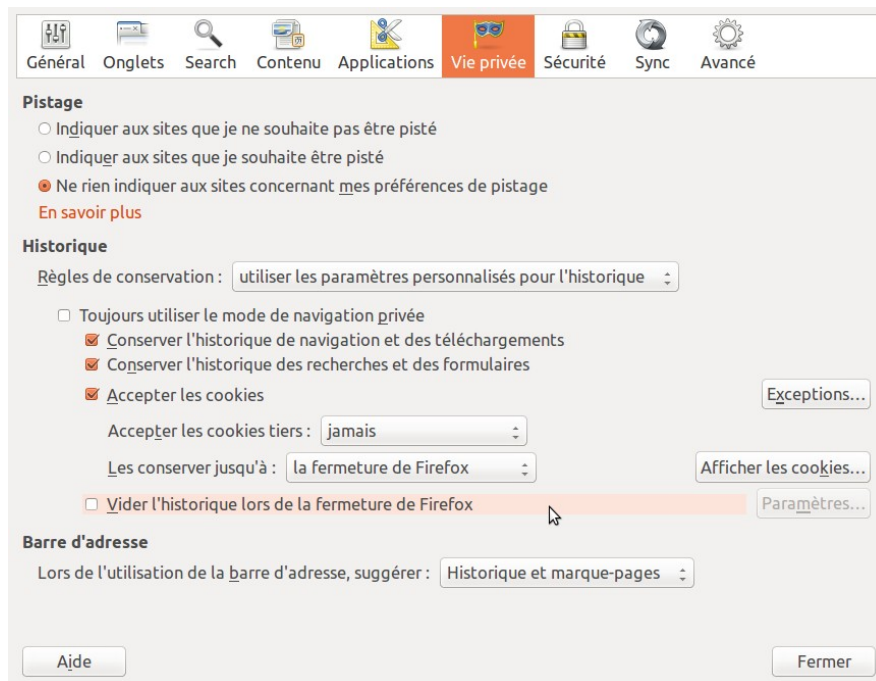 Général Onglets Search Contenu Applications Vie privée Sécurité Sync Avancé
Pistage
Indiquer aux sites que je ne souhaite pas être pisté
Indiquer aux sites que je souhaite être pisté
Ne rien indiquer aux sites concernant mes préférences de pistage
En savoir plus
Historique
Règles de conservation : utiliser les paramètres personnalisés pour l'historique
Toujours utiliser le mode de navigation privée
Conserver l'historique de navigation et des téléchargements
Conserver l'historique des recherches et des formulaires
Accepter les cookies Exceptions...
Accepter les cookies tiers : jamais
Les conserver jusqu'à : la fermeture de Firefox Afficher les cookies...
Vider l'historique lors de la fermeture de Firefox Paramètres...
Barre d'adresse
Lors de l'utilisation de la barre d'adresse, suggérer : Historique et marque-pages
Aide Fermer